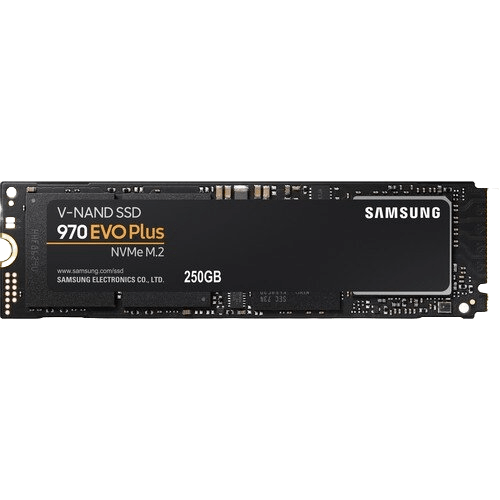 V-NAND SSD
970 EVO Plus
NVMe M.2
www.samsung.com/ssd
SAMSUNG ELECTRONICS CO., LTD.
250GB
SAMSUNG